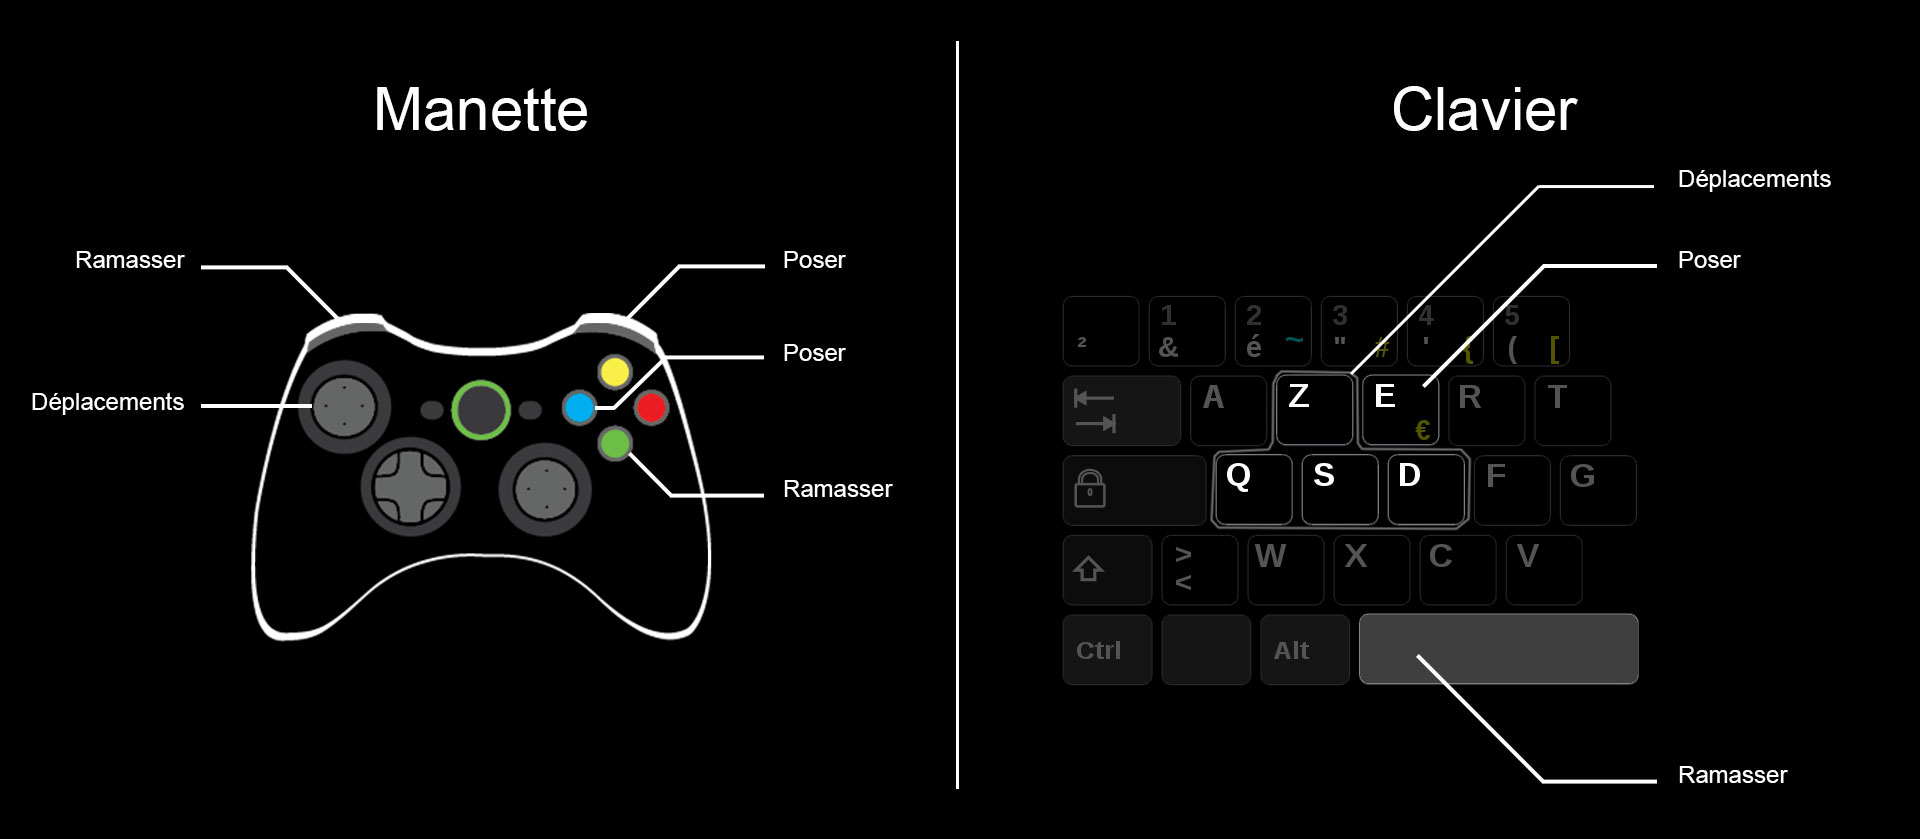 Manette
Ramasser
Poser
Poser
Déplacements
Ramasser
Clavier
Déplacements
Poser
² 1 & 2 é ~ 3 " # 4 ' { 5 ( [
A Z E € R T
Q S D F G
> < W X C V
Ctrl Alt
Ramasser